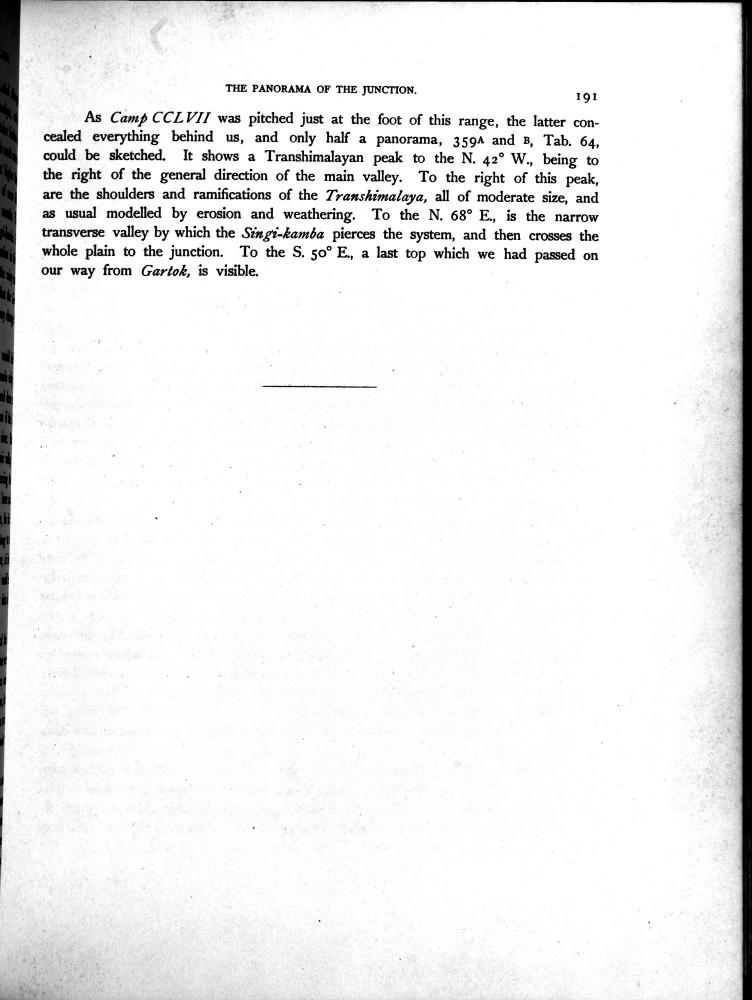 THE PANORAMA OF THE JUNCTION.
191
As Camp CCLVII was pitched just at the foot of this range, the latter con-
cealed everything behind us, and only half a panorama, 359A and B, Tab. 64,
could be sketched. It shows a Transhimalayan peak to the N. 42° W., being to
the right of the general direction of the main valley. To the right of this peak,
are the shoulders and ramifications of the Transhimalaya, all of moderate size, and
as usual modelled by erosion and weathering. To the N. 68° E., is the narrow
transverse valley by which the Singi-kamba pierces the system, and then crosses the
whole plain to the junction. To the S. 50° E., a last top which we had passed on
our way from Gartok, is visible.